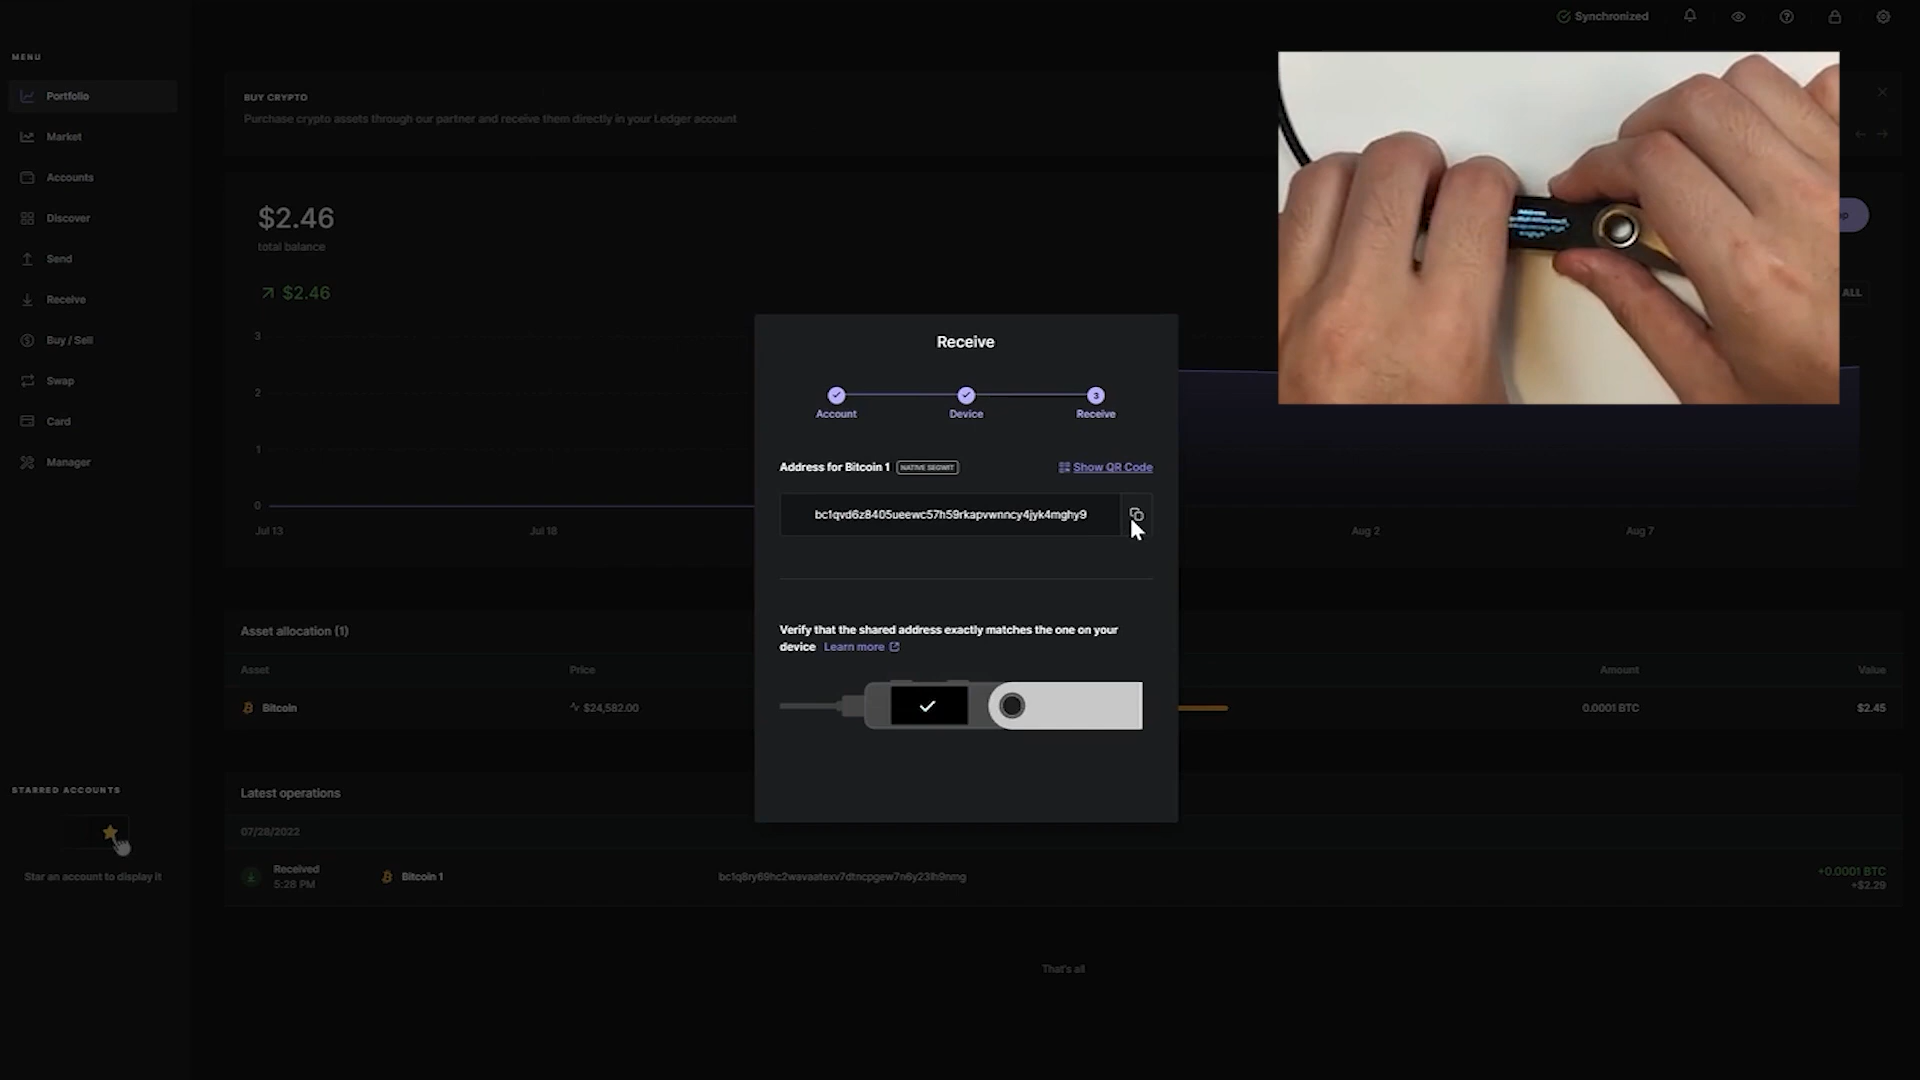 Synchronized
MENU
Portfolio
Market
Accounts
Discover
Send
Receive
Buy / Sell
Swap
Card
Manager
STARRED ACCOUNTS
Star an account to display it
BUY CRYPTO
Purchase crypto assets through our partner and receive them directly in your Ledger account
$2.46
total balance
$2.46
ALL
3
2
1
0
Jul 13
Jul 18
Aug 2
Aug 7
Receive
Account
Device
3
Receive
Address for Bitcoin 1 NATIVE SEGWIT
Show QR Code
bc1qvd6z8405ueewc57h59rkapvwnncy4jyk4mghy9
Verify that the shared address exactly matches the one on your
device Learn more
Asset allocation (1)
Asset Price Amount Value
Bitcoin $24,582.00 0.0001 BTC $2.45
Latest operations
07/28/2022
Received
5:28 PM
Bitcoin 1
bc1q8ry69hc2wavaatexv7dtncpgew7n6y23lh9nmg
+0.0001 BTC
+$2.29
That's all